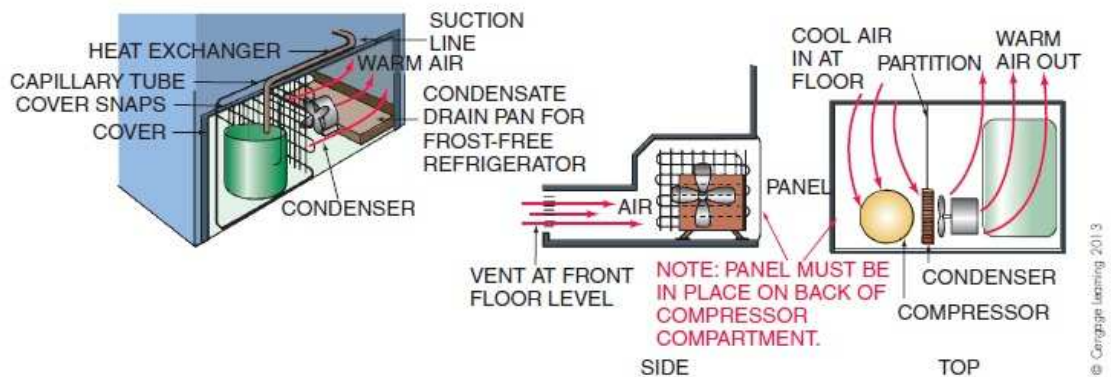 HEAT EXCHANGER
CAPILLARY TUBE
COVER SNAPS
COVER
SUCTION
LINE
WARM AIR
CONDENSATE
DRAIN PAN FOR
FROST-FREE
REFRIGERATOR
CONDENSER
AIR
PANEL
VENT AT FRONT
FLOOR LEVEL
NOTE: PANEL MUST BE
IN PLACE ON BACK OF
COMPRESSOR
COMPARTMENT.
SIDE
COOL AIR
IN AT
FLOOR
PARTITION
WARM
AIR OUT
CONDENSER
COMPRESSOR
TOP
© Cengage Learning 2013